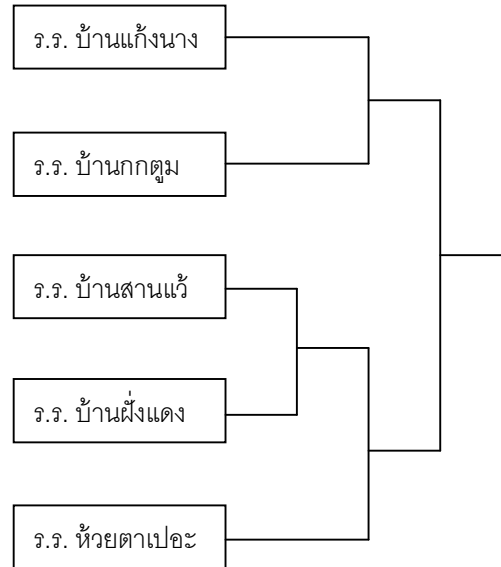 ร.ร. บ้านแก้งนาง
ร.ร. บ้านกกตูม
ร.ร. บ้านสานแว้
ร.ร. บ้านฝั่งแดง
ร.ร. ห้วยตาเปอะ